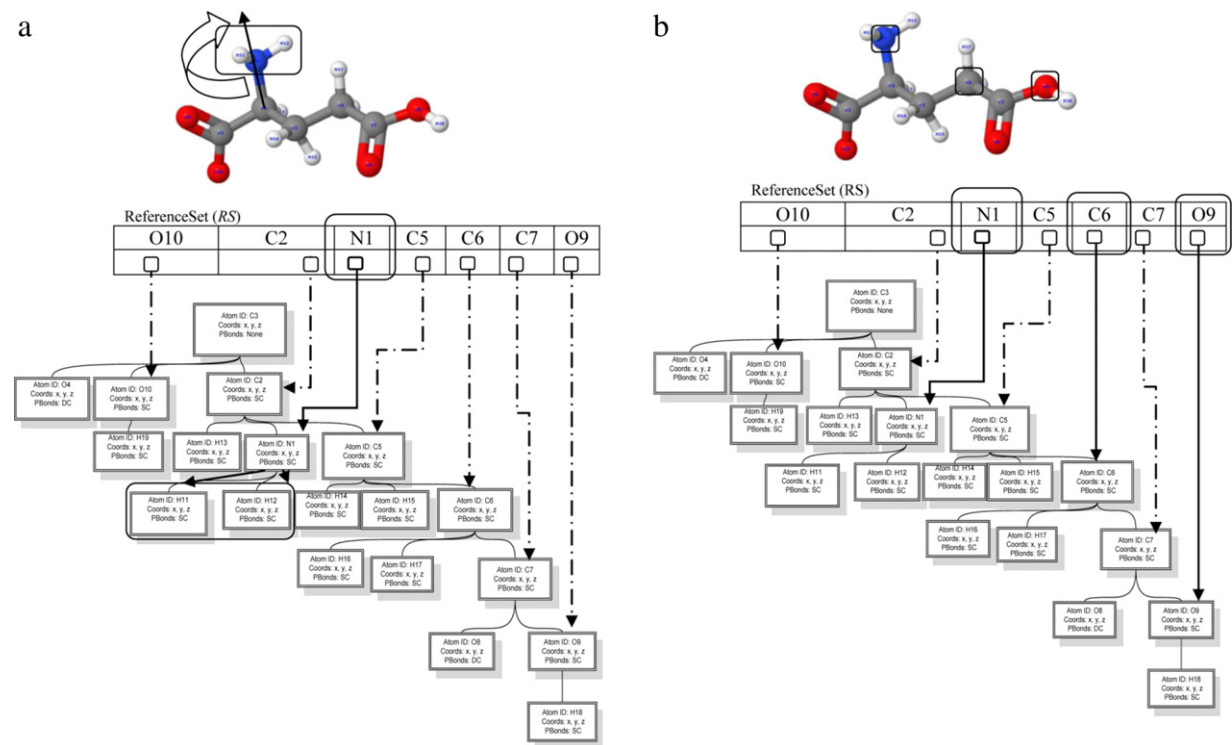 a
H11
H17
H16
H15
H18
ReferenceSet (RS)
O10 C2 N1 C5 C6 C7 O9
Atom ID: C3
Coords: x, y, z
PBonds: None
Atom ID: O4
Coords: x, y, z
PBonds: DC
Atom ID: O10
Coords: x, y, z
PBonds: SC
Atom ID: C2
Coords: x, y, z
PBonds: SC
Atom ID: H19
Coords: x, y, z
PBonds: SC
Atom ID: H13
Coords: x, y, z
PBonds: SC
Atom ID: N1
Coords: x, y, z
PBonds: SC
Atom ID: C5
Coords: x, y, z
PBonds: SC
Atom ID: H11
Coords: x, y, z
PBonds: SC
Atom ID: H12
Coords: x, y, z
PBonds: SC
Atom ID: H14
Coords: x, y, z
PBonds: SC
Atom ID: H15
Coords: x, y, z
PBonds: SC
Atom ID: C6
Coords: x, y, z
PBonds: SC
Atom ID: H16
Coords: x, y, z
PBonds: SC
Atom ID: H17
Coords: x, y, z
PBonds: SC
Atom ID: C7
Coords: x, y, z
PBonds: SC
Atom ID: O8
Coords: x, y, z
PBonds: DC
Atom ID: O9
Coords: x, y, z
PBonds: SC
Atom ID: H18
Coords: x, y, z
PBonds: SC
b
H11
H17
H16
H15
ReferenceSet (RS)
O10 C2 N1 C5 C6 C7 O9
Atom ID: C3
Coords: x, y, z
PBonds: None
Atom ID: O4
Coords: x, y, z
PBonds: DC
Atom ID: O10
Coords: x, y, z
PBonds: SC
Atom ID: C2
Coords: x, y, z
PBonds: SC
Atom ID: H19
Coords: x, y, z
PBonds: SC
Atom ID: H13
Coords: x, y, z
PBonds: SC
Atom ID: N1
Coords: x, y, z
PBonds: SC
Atom ID: C5
Coords: x, y, z
PBonds: SC
Atom ID: H11
Coords: x, y, z
PBonds: SC
Atom ID: H12
Coords: x, y, z
PBonds: SC
Atom ID: H14
Coords: x, y, z
PBonds: SC
Atom ID: H15
Coords: x, y, z
PBonds: SC
Atom ID: C6
Coords: x, y, z
PBonds: SC
Atom ID: H16
Coords: x, y, z
PBonds: SC
Atom ID: H17
Coords: x, y, z
PBonds: SC
Atom ID: C7
Coords: x, y, z
PBonds: SC
Atom ID: O8
Coords: x, y, z
PBonds: DC
Atom ID: O9
Coords: x, y, z
PBonds: SC
Atom ID: H18
Coords: x, y, z
PBonds: SC